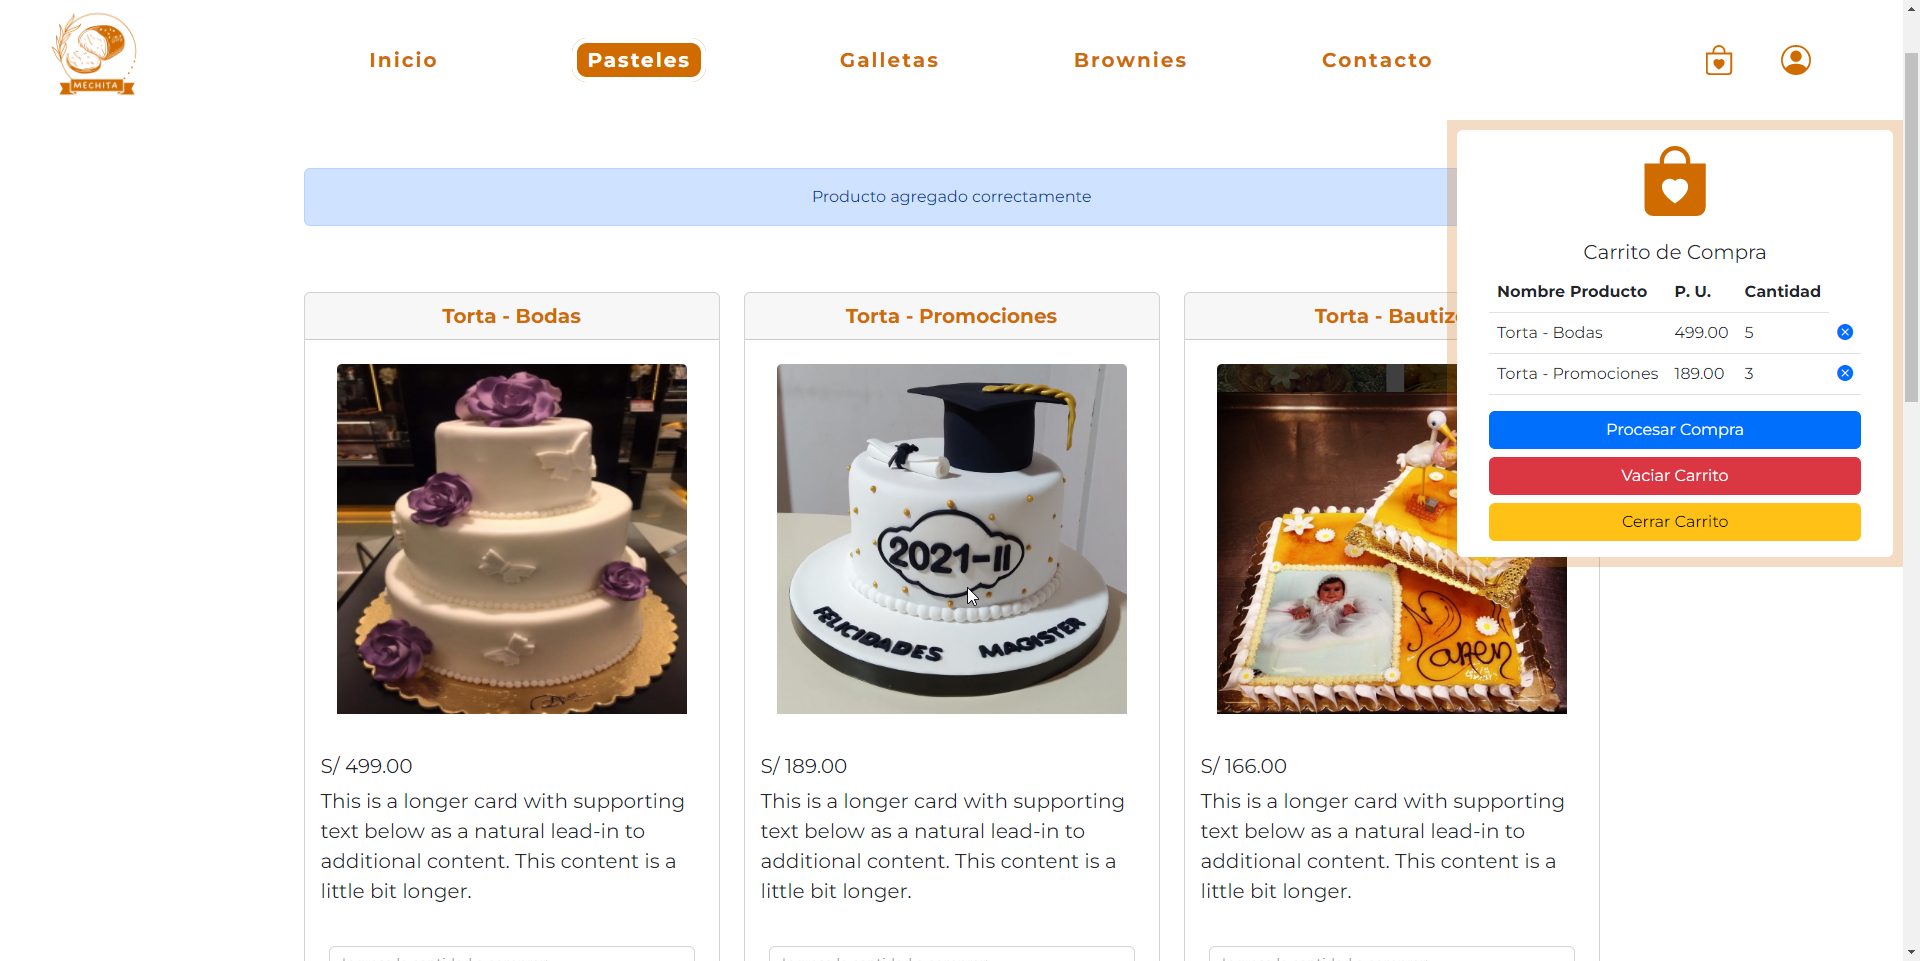 MECHITA
Inicio
Pasteles
Galletas
Brownies
Contacto
Producto agregado correctamente
Carrito de Compra
Nombre Producto P. U. Cantidad
Torta - Bodas 499.00 5
Torta - Promociones 189.00 3
Procesar Compra
Vaciar Carrito
Cerrar Carrito
Torta - Bodas
S/ 499.00
This is a longer card with supporting
text below as a natural lead-in to
additional content. This content is a
little bit longer.
Torta - Promociones
2021-II
FELICIDADES MAGISTER
S/ 189.00
This is a longer card with supporting
text below as a natural lead-in to
additional content. This content is a
little bit longer.
Torta - Bautiz
Caren
S/ 166.00
This is a longer card with supporting
text below as a natural lead-in to
additional content. This content is a
little bit longer.